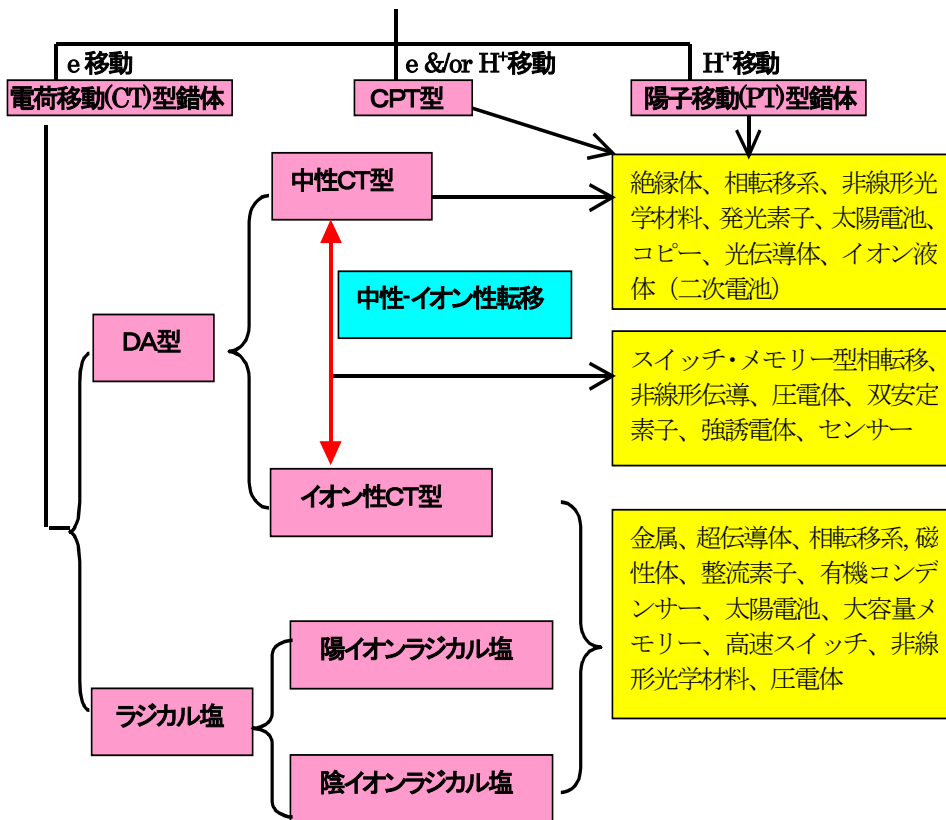 e 移動
e &/or H⁺移動
H⁺移動
電荷移動(CT)型錯体
CPT型
陽子移動(PT)型錯体
中性CT型
絶縁体、相転移系、非線形光
学材料、発光素子、太陽電池、
コピー、光伝導体、イオン液
体（二次電池）
中性-イオン性転移
DA型
スイッチ・メモリー型相転移、
非線形伝導、圧電体、双安定
素子、強誘電体、センサー
イオン性CT型
金属、超伝導体、相転移系, 磁
性体、整流素子、有機コンデ
ンサー、太陽電池、大容量メ
モリー、高速スイッチ、非線
形光学材料、圧電体
陽イオンラジカル塩
ラジカル塩
陰イオンラジカル塩